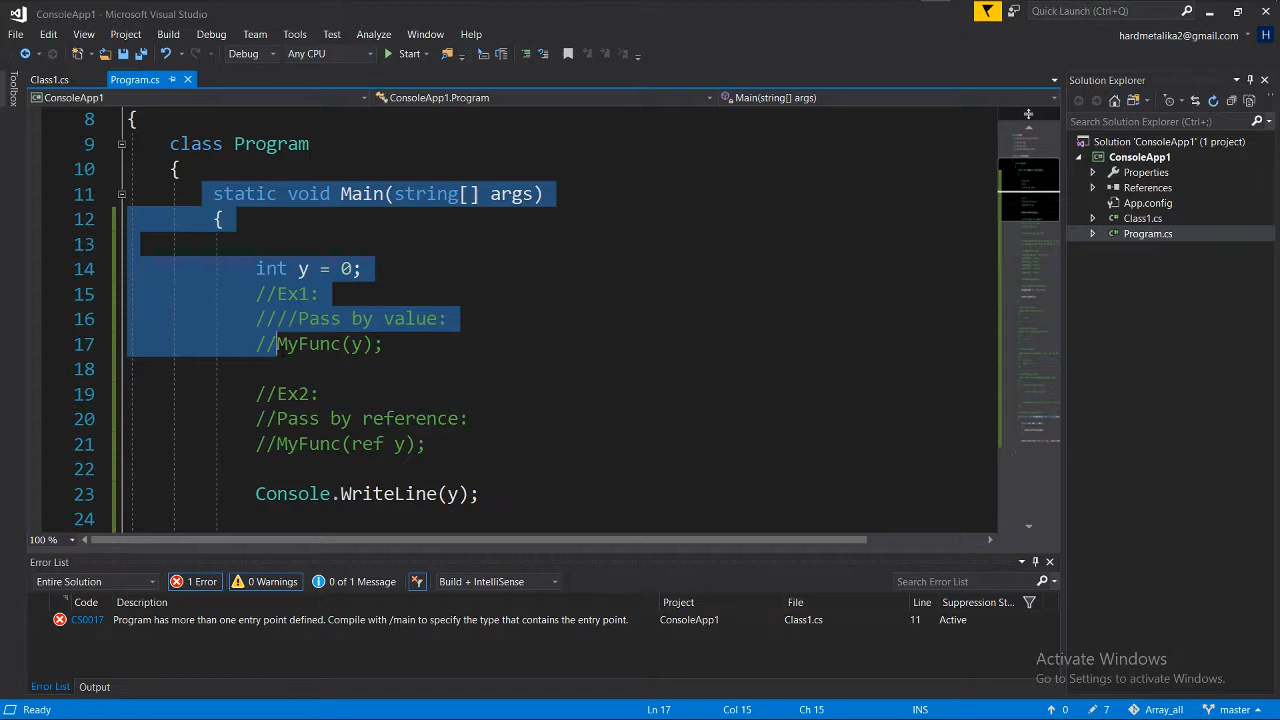 ConsoleApp1 - Microsoft Visual Studio
Quick Launch (Ctrl+Q)
File Edit View Project Build Debug Team Tools Test Analyze Window Help
hardmetalika2@gmail.com
H
Debug Any CPU Start
Toolbox
Class1.cs Program.cs
ConsoleApp1 ConsoleApp1.Program Main(string[] args)
8 {
9 class Program
10 {
11 static void Main(string[] args)
12 {
13
14 int y = 0;
15 //Ex1:
16 ////Pass by value:
17 //MyFunc(y);
18
19 //Ex2:
20 //Pass by reference:
21 //MyFunc(ref y);
22
23 Console.WriteLine(y);
24
100 %
Solution Explorer
Search Solution Explorer (Ctrl+;)
Solution 'ConsoleApp1' (1 project)
ConsoleApp1
Properties
References
App.config
Class1.cs
Program.cs
Error List
Entire Solution 1 Error 0 Warnings 0 of 1 Message Build + IntelliSense Search Error List
Code Description Project File Line Suppression St...
CS0017 Program has more than one entry point defined. Compile with /main to specify the type that contains the entry point. ConsoleApp1 Class1.cs 11 Active
Activate Windows
Go to Settings to activate Windows.
Error List Output
Ready Ln 17 Col 15 Ch 15 INS 0 7 Array_all master